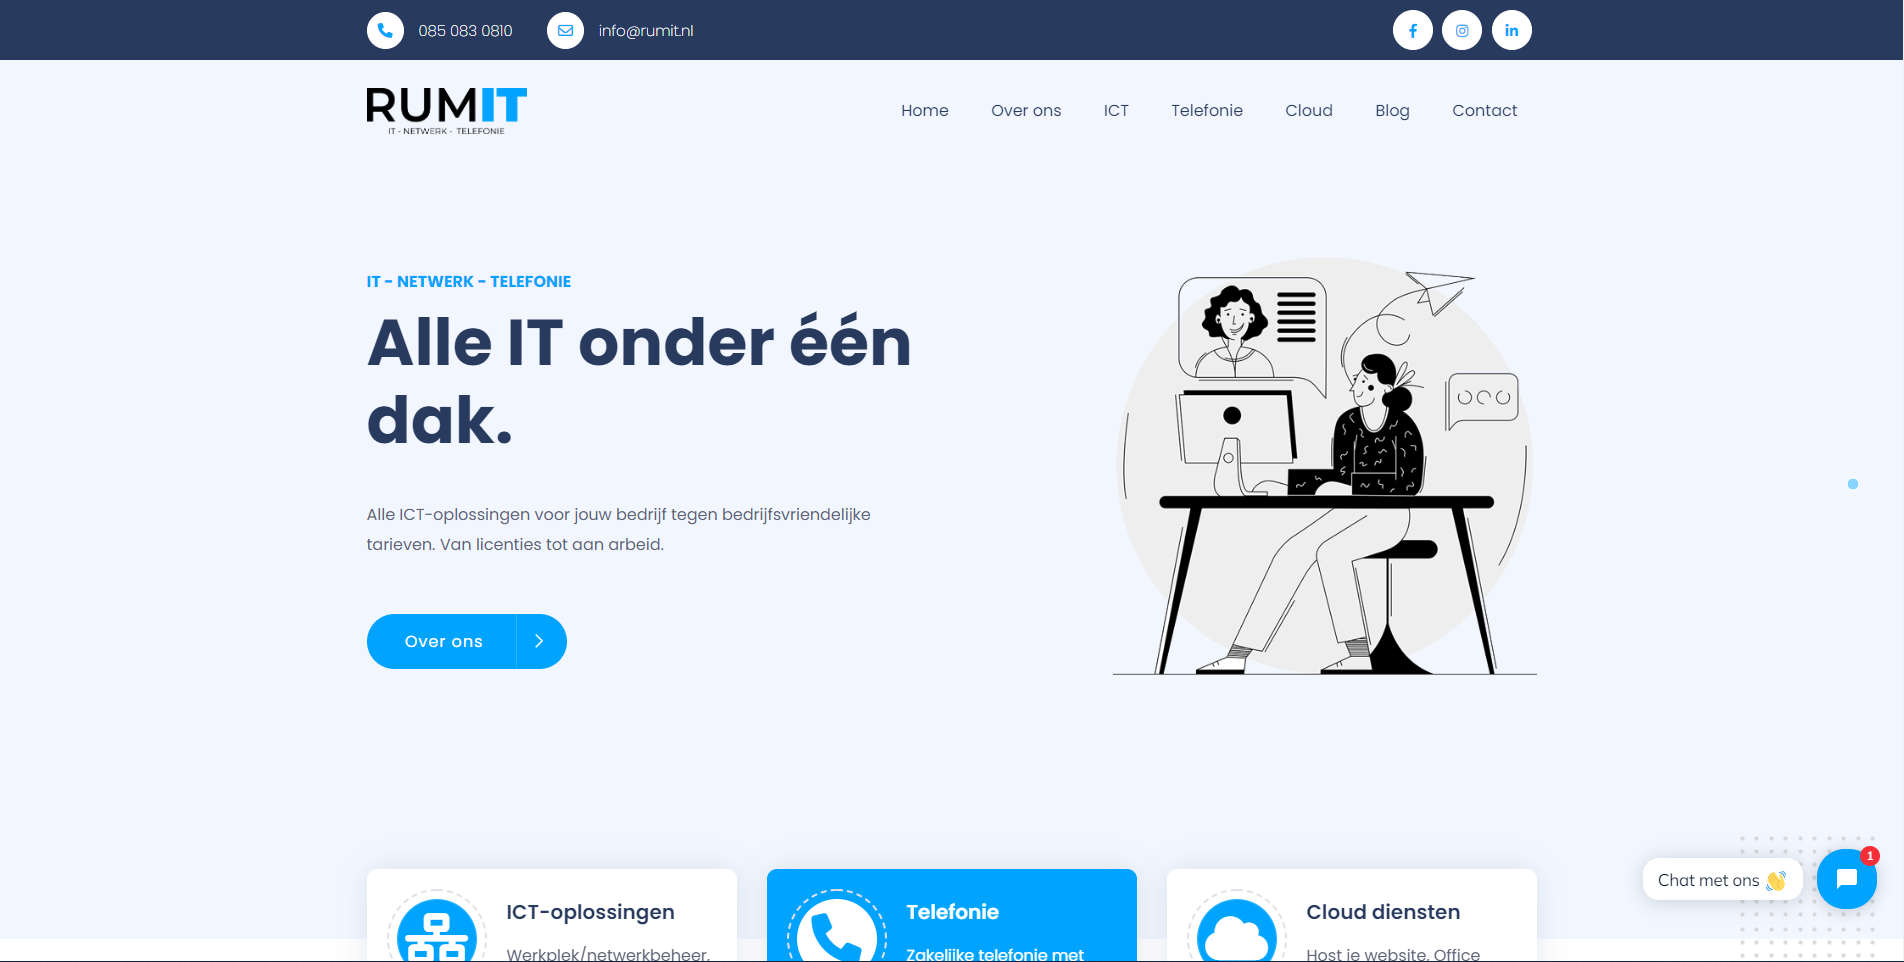 085 083 0810
info@rumit.nl
RUMIT
IT - NETWERK - TELEFONIE
Home
Over ons
ICT
Telefonie
Cloud
Blog
Contact
IT - NETWERK - TELEFONIE
Alle IT onder één
dak.
Alle ICT-oplossingen voor jouw bedrijf tegen bedrijfsvriendelijke
tarieven. Van licenties tot aan arbeid.
Over ons
ICT-oplossingen
Werkplek/netwerkbeheer,
Telefonie
Zakelijke telefonie met
Cloud diensten
Host je website, Office
Chat met ons 👋
1